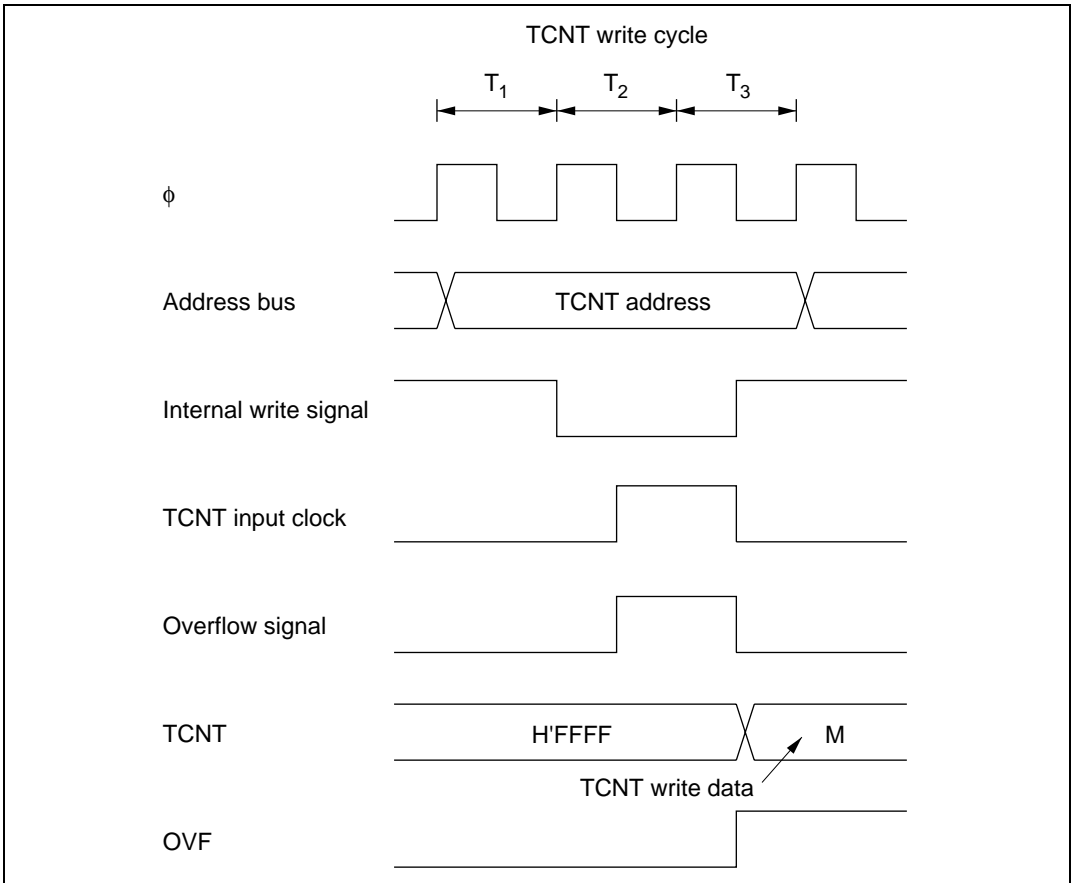 TCNT write cycle
T1 T2 T3
φ
Address bus TCNT address
Internal write signal
TCNT input clock
Overflow signal
TCNT H'FFFF M
TCNT write data
OVF